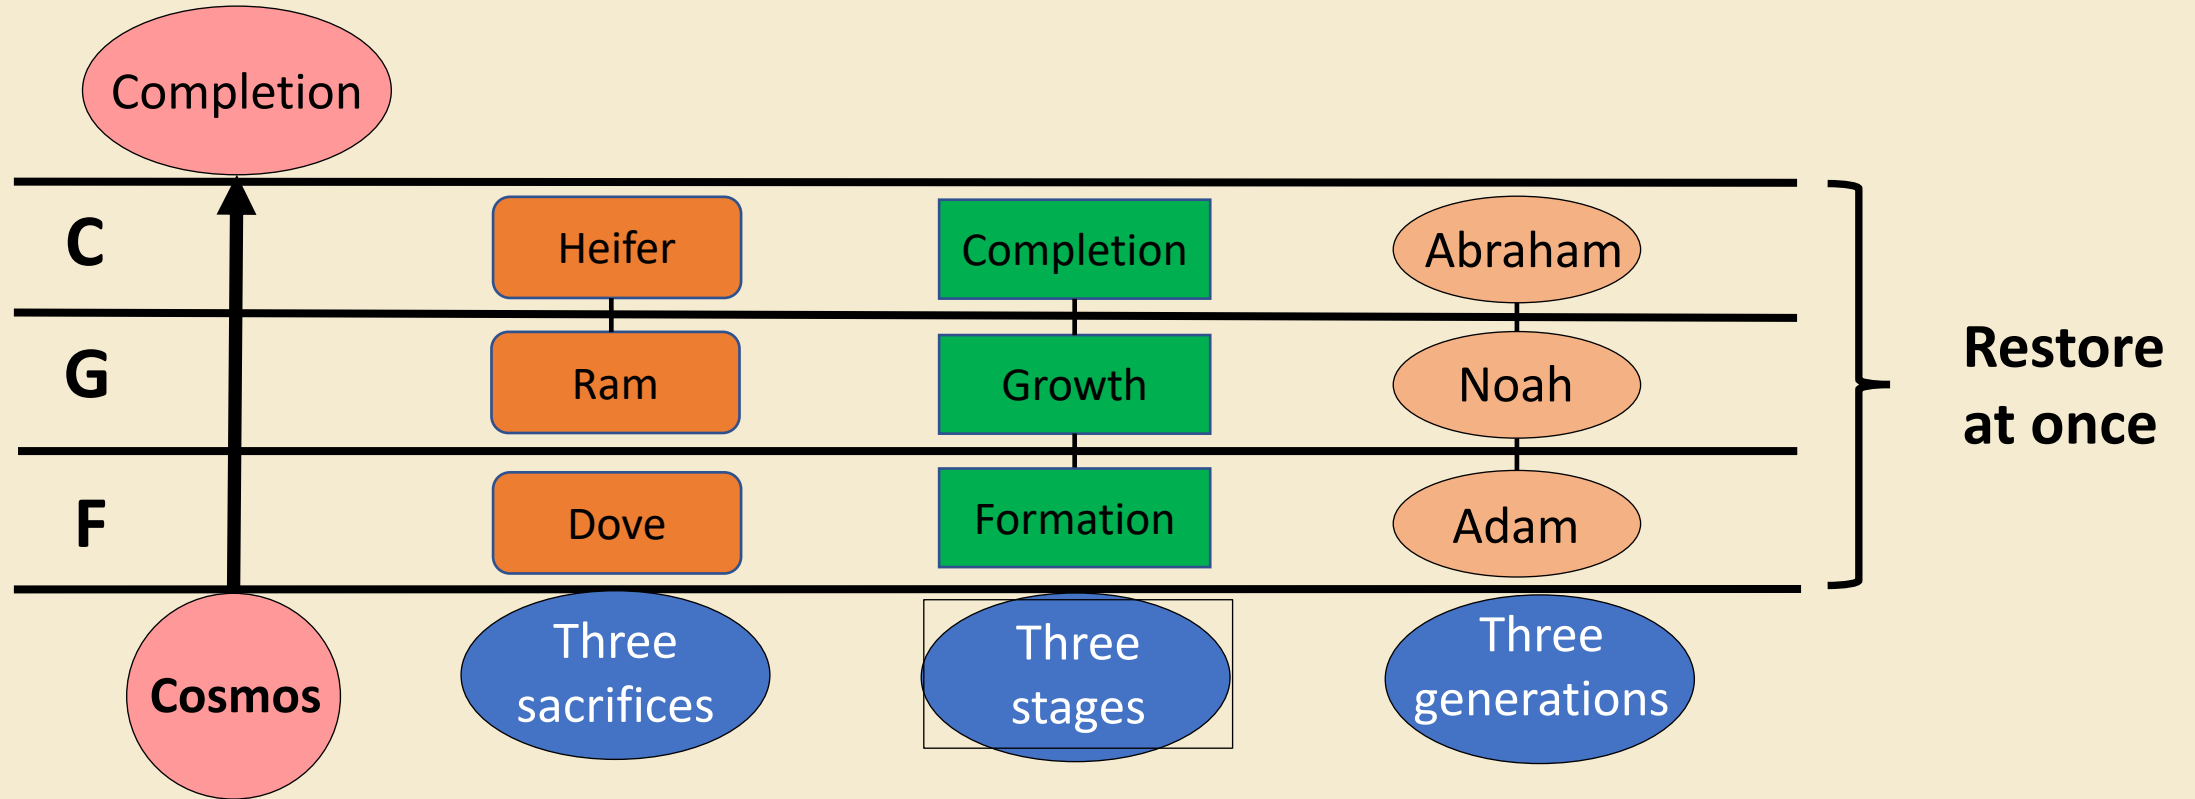 Completion
C
Heifer
Completion
Abraham
G
Ram
Growth
Noah
Restore
at once
F
Dove
Formation
Adam
Cosmos
Three
sacrifices
Three
stages
Three
generations